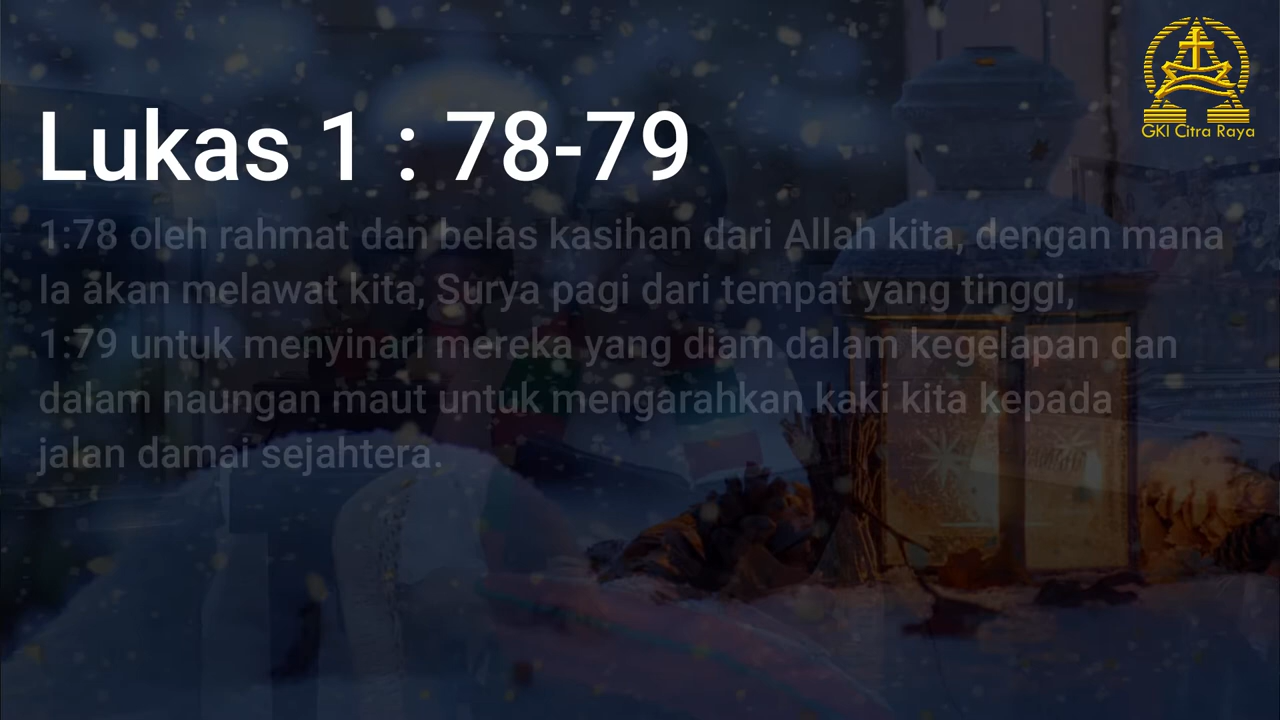 GKI Citra Raya
Lukas 1 : 78-79
1:78 oleh rahmat dan belas kasihan dari Allah kita, dengan mana
Ia akan melawat kita, Surya pagi dari tempat yang tinggi,
1:79 untuk menyinari mereka yang diam dalam kegelapan dan
dalam naungan maut untuk mengarahkan kaki kita kepada
jalan damai sejahtera.